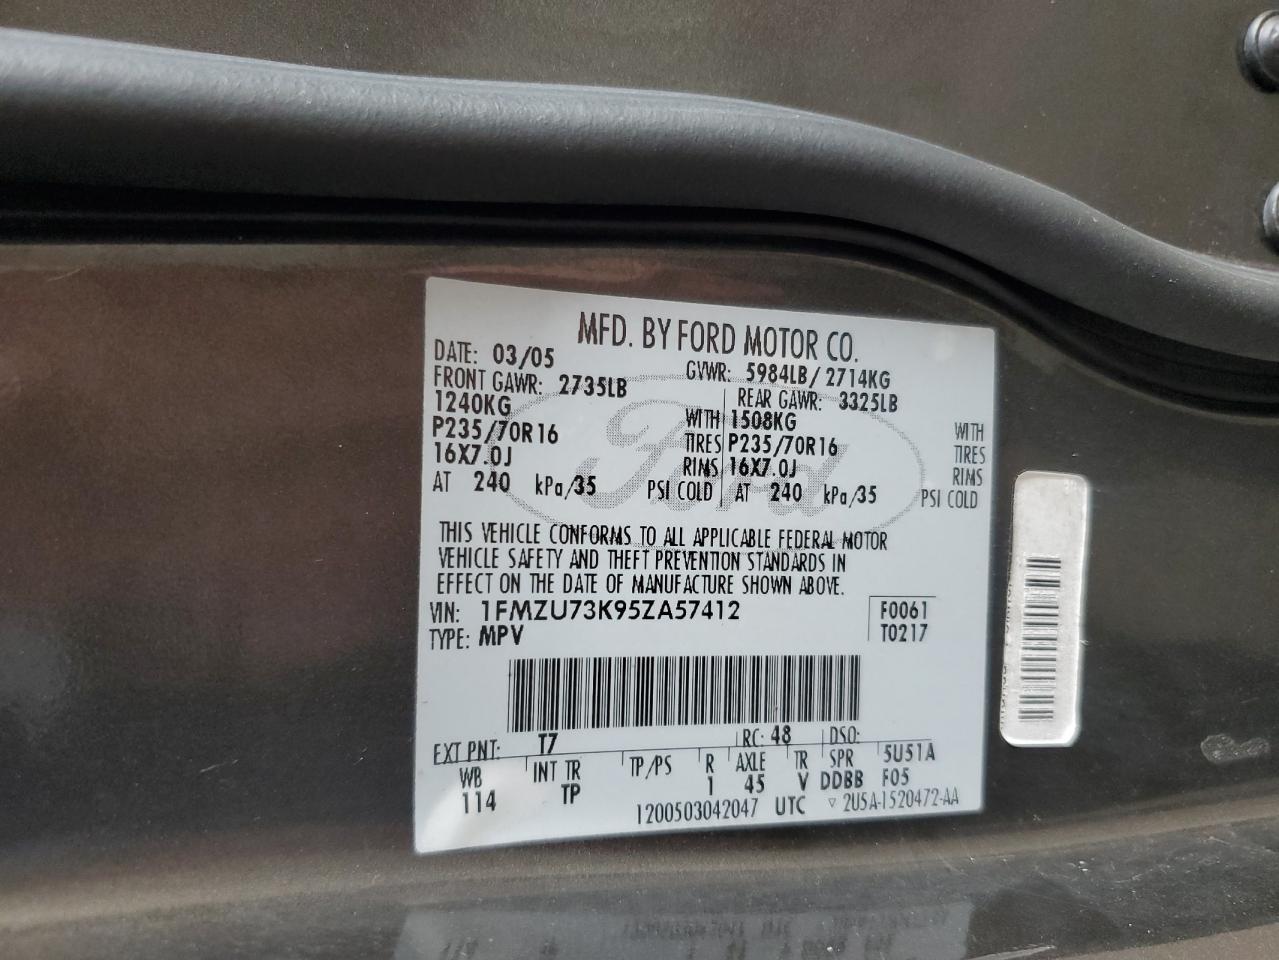 MFD. BY FORD MOTOR CO.
DATE: 03/05 GVWR: 5984LB/ 2714KG
FRONT GAWR: 2735LB REAR GAWR: 3325LB
1240KG WITH 1508KG WITH
P235/70R16 TIRES P235/70R16 TIRES
16X7.0J RIMS 16X7.0J RIMS
AT 240 kPa/35 PSI COLD AT 240 kPa/35 PSI COLD
Ford
THIS VEHICLE CONFORMS TO ALL APPLICABLE FEDERAL MOTOR
VEHICLE SAFETY AND THEFT PREVENTION STANDARDS IN
EFFECT ON THE DATE OF MANUFACTURE SHOWN ABOVE.
VIN: 1FMZU73K95ZA57412 F0061
TYPE: MPV T0217
EXT PNT: T7 RC: 48 DSO:
WB INT TR TP/PS R AXLE TR SPR 5U51A
114 TP 1 45 V DDBB F05
1200503042047 UTC ▽ 2U5A-1520472-AA